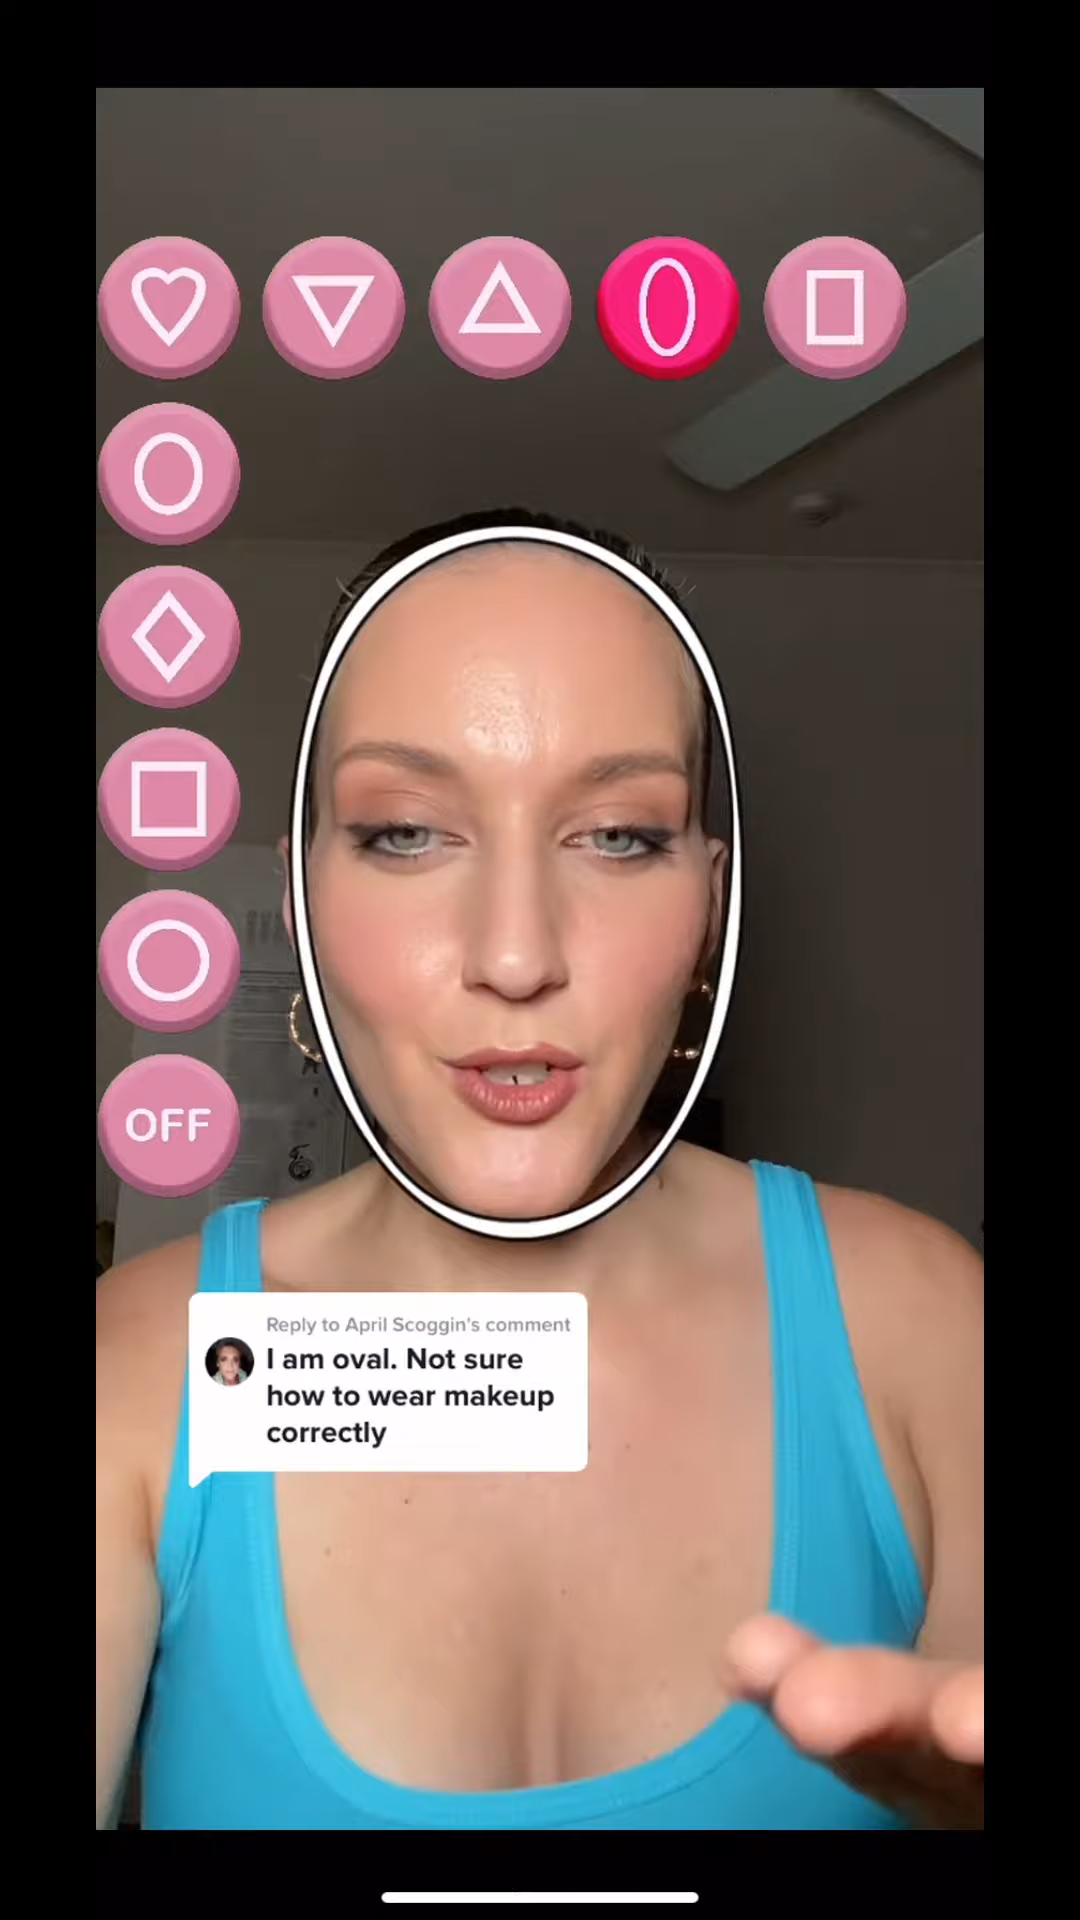 OFF
Reply to April Scoggin's comment
I am oval. Not sure
how to wear makeup
correctly